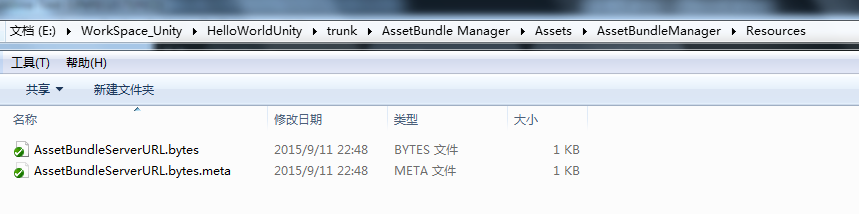 文档 (E:) WorkSpace_Unity HelloWorldUnity trunk AssetBundle Manager Assets AssetBundleManager Resources
工具(T) 帮助(H)
共享 新建文件夹
名称 修改日期 类型 大小
AssetBundleServerURL.bytes 2015/9/11 22:48 BYTES 文件 1 KB
AssetBundleServerURL.bytes.meta 2015/9/11 22:48 META 文件 1 KB